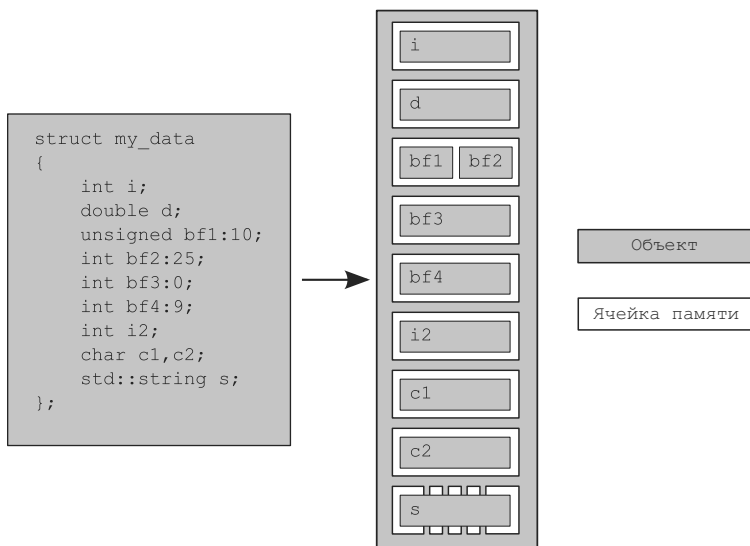 struct my_data
{
    int i;
    double d;
    unsigned bf1:10;
    int bf2:25;
    int bf3:0;
    int bf4:9;
    int i2;
    char c1,c2;
    std::string s;
};
i
d
bf1 bf2
bf3
bf4
i2
c1
c2
s
Объект
Ячейка памяти